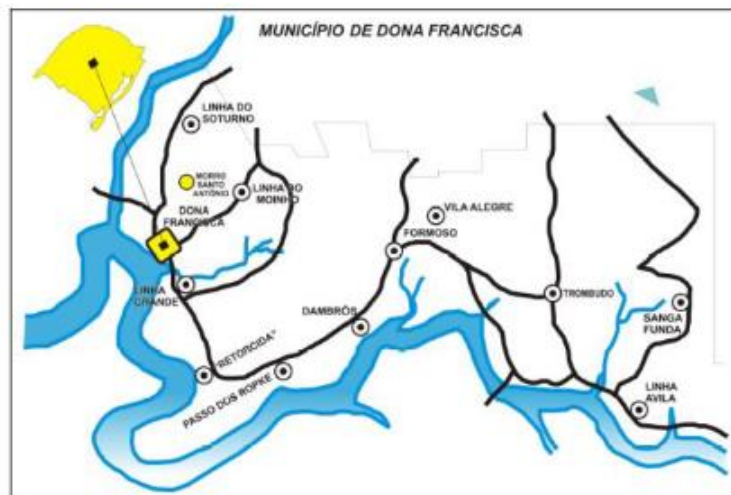 MUNICÍPIO DE DONA FRANCISCA
LINHA DO
SOTURNO
MORRO
SANTO
ANTÔNIO
LINHA DO
MOINHO
DONA
FRANCISCA
VILA ALEGRE
FORMOSO
LINHA
GRANDE
TROMBUDO
DAMBRÓS
SANGA
FUNDA
"RETORCIDA"
PASSO DOS ROPKE
LINHA
AVILA